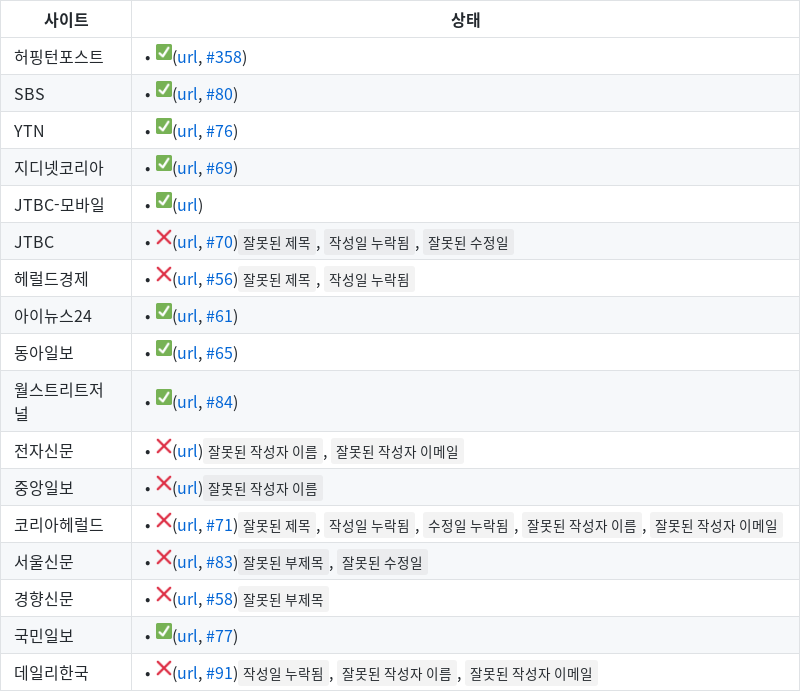 사이트 상태
허핑턴포스트 • ✅(url, #358)
SBS • ✅(url, #80)
YTN • ✅(url, #76)
지디넷코리아 • ✅(url, #69)
JTBC-모바일 • ✅(url)
JTBC • ❌(url, #70) 잘못된 제목 , 작성일 누락됨 , 잘못된 수정일
헤럴드경제 • ❌(url, #56) 잘못된 제목 , 작성일 누락됨
아이뉴스24 • ✅(url, #61)
동아일보 • ✅(url, #65)
월스트리트저
널 • ✅(url, #84)
전자신문 • ❌(url) 잘못된 작성자 이름 , 잘못된 작성자 이메일
중앙일보 • ❌(url) 잘못된 작성자 이름
코리아헤럴드 • ❌(url, #71) 잘못된 제목 , 작성일 누락됨 , 수정일 누락됨 , 잘못된 작성자 이름 , 잘못된 작성자 이메일
서울신문 • ❌(url, #83) 잘못된 부제목 , 잘못된 수정일
경향신문 • ❌(url, #58) 잘못된 부제목
국민일보 • ✅(url, #77)
데일리한국 • ❌(url, #91) 작성일 누락됨 , 잘못된 작성자 이름 , 잘못된 작성자 이메일